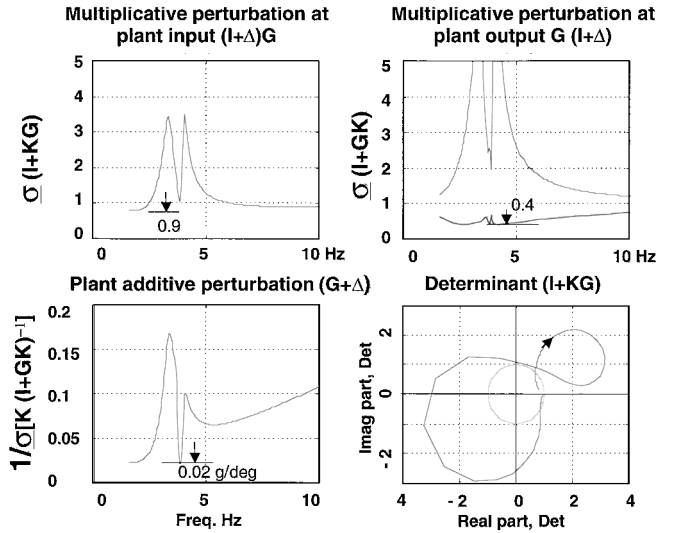 Multiplicative perturbation at
plant input (I+Δ)G
5
4
3
2
1
0
σ (I+KG)
0.9
0
5
10 Hz
Multiplicative perturbation at
plant output G (I+Δ)
5
4
3
2
1
0
σ (I+GK)
0.4
0
5
10 Hz
Plant additive perturbation (G+Δ)
0.2
0.15
0.1
0.05
0
1/σ[K (I+GK)⁻¹]
0.02 g/deg
0
5
10
Freq. Hz
Determinant (I+KG)
2
0
- 2
Imag part, Det
4
- 2
0
2
4
Real part, Det